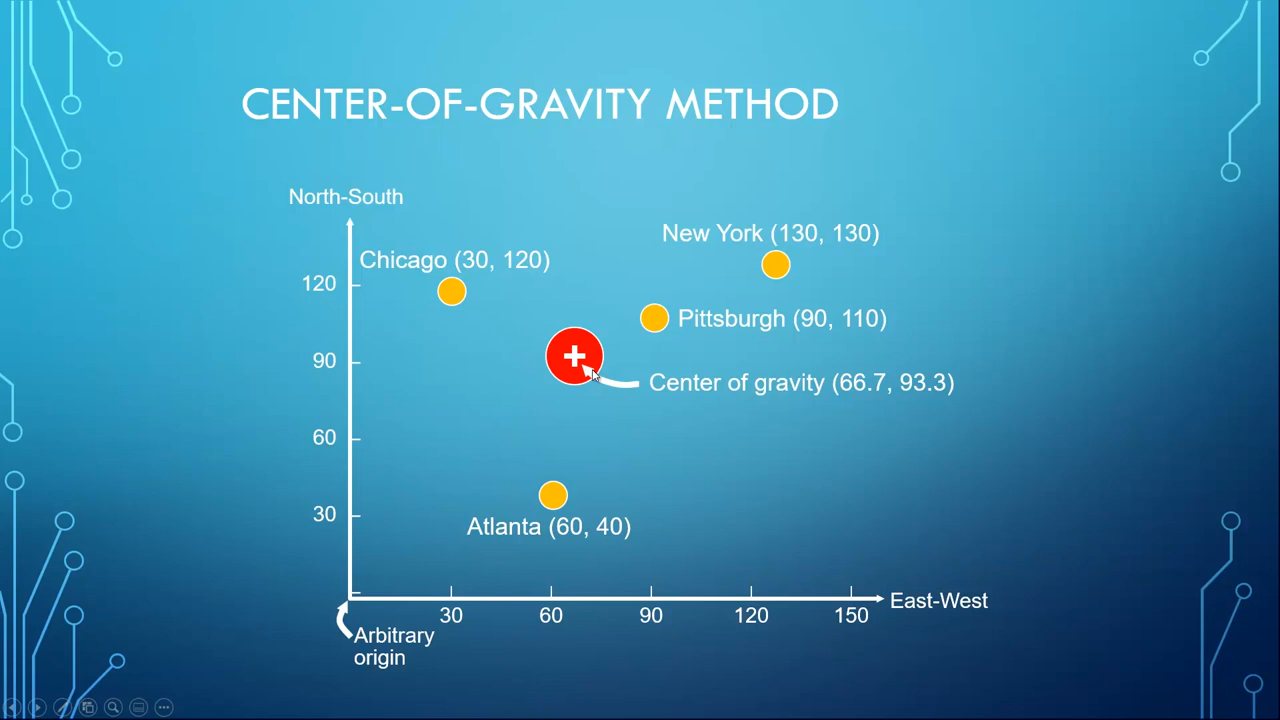 CENTER-OF-GRAVITY METHOD
North-South
New York (130, 130)
Chicago (30, 120)
120
Pittsburgh (90, 110)
90
Center of gravity (66.7, 93.3)
60
30
Atlanta (60, 40)
East-West
30 60 90 120 150
Arbitrary
origin